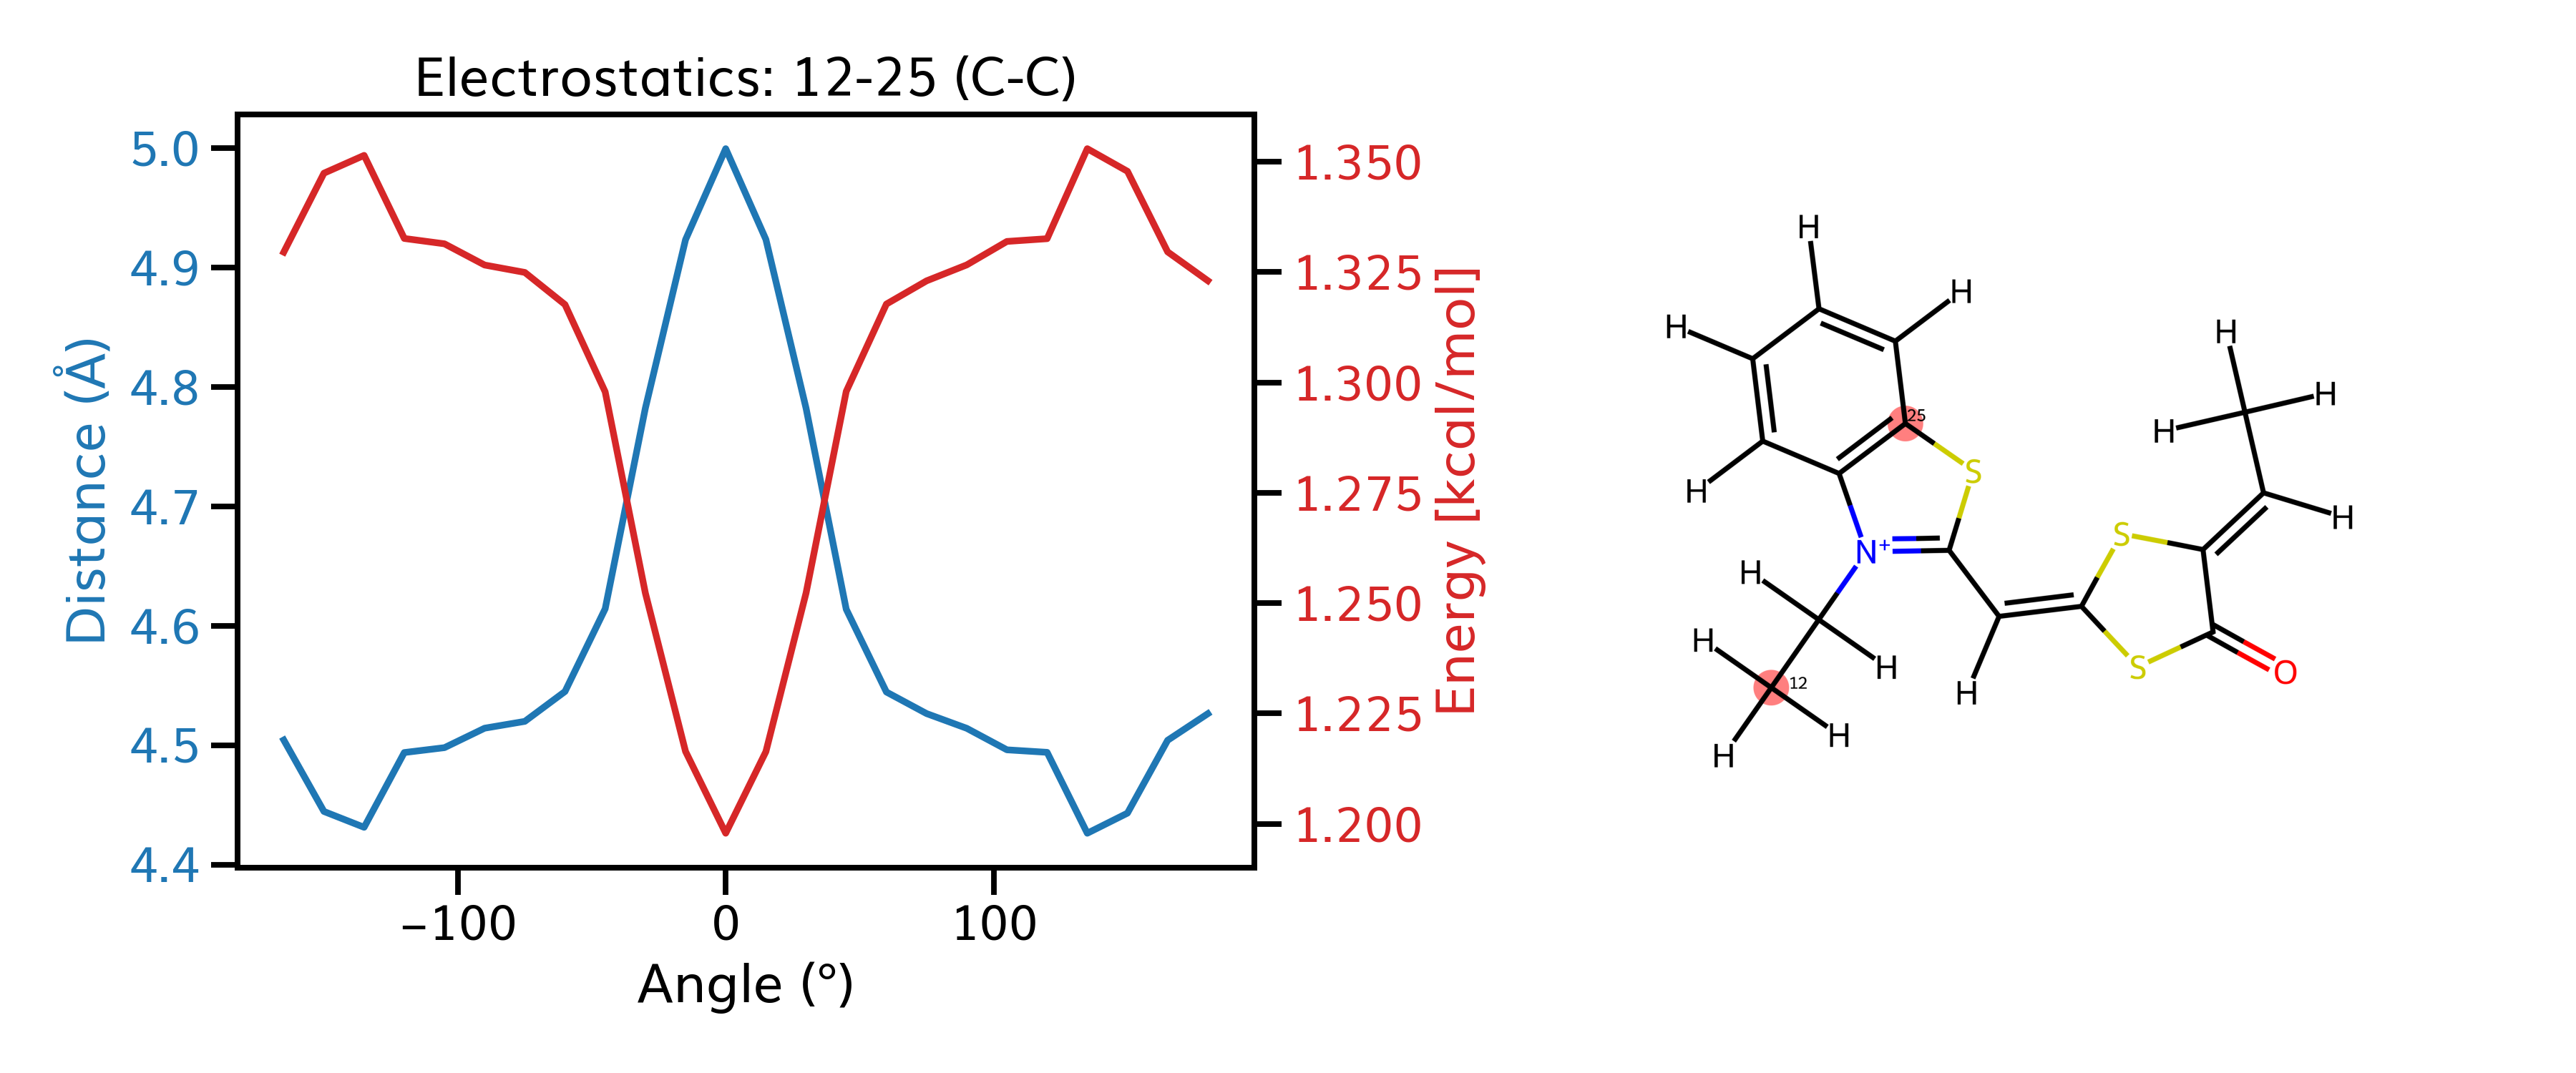 Electrostatics: 12-25 (C-C)
5.0
4.9
4.8
4.7
4.6
4.5
4.4
Distance (Å)
1.350
1.325
1.300
1.275
1.250
1.225
1.200
Energy [kcal/mol]
−100 0 100
Angle (°)
H
H
H
H
25
S
H
N+
H
H
H
12
H
H
H
S
S
H
H
H
H
O